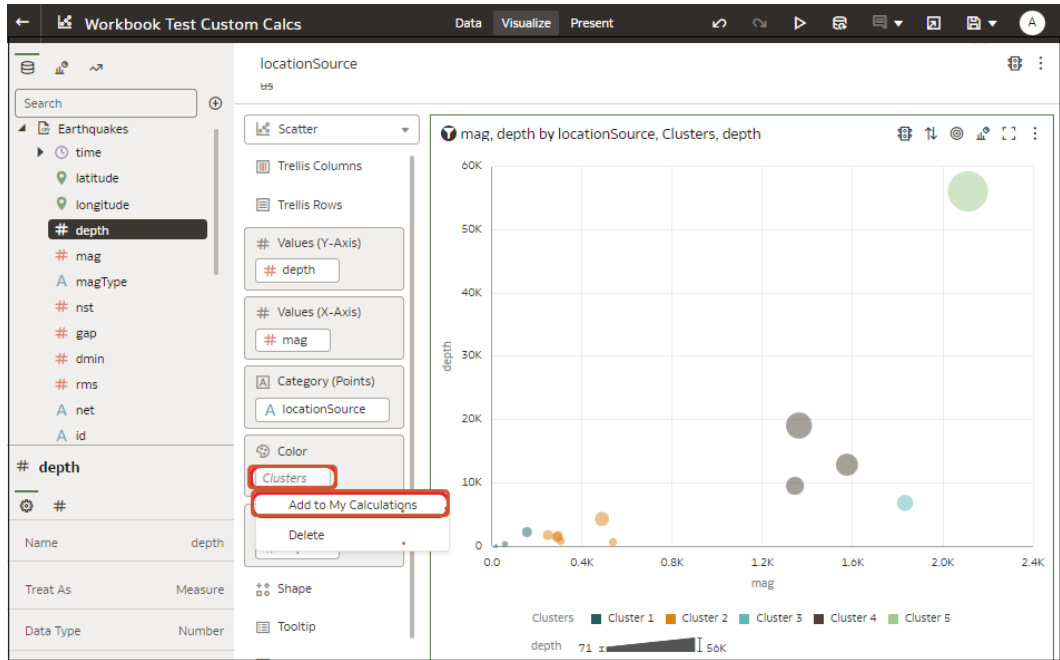 Workbook Test Custom Calcs
Data Visualize Present
A
Search
Earthquakes
time
latitude
longitude
# depth
# mag
A magType
# nst
# gap
# dmin
# rms
A net
A id
# depth
#
Name depth
Treat As Measure
Data Type Number
locationSource
US
Scatter
Trellis Columns
Trellis Rows
# Values (Y-Axis)
# depth
# Values (X-Axis)
# mag
A Category (Points)
A locationSource
Color
Clusters
Add to My Calculations
Delete
Shape
Tooltip
mag, depth by locationSource, Clusters, depth
60K
50K
40K
30K
20K
10K
0
depth
0.0 0.4K 0.8K 1.2K 1.6K 2.0K 2.4K
mag
Clusters Cluster 1 Cluster 2 Cluster 3 Cluster 4 Cluster 5
depth 71 56K